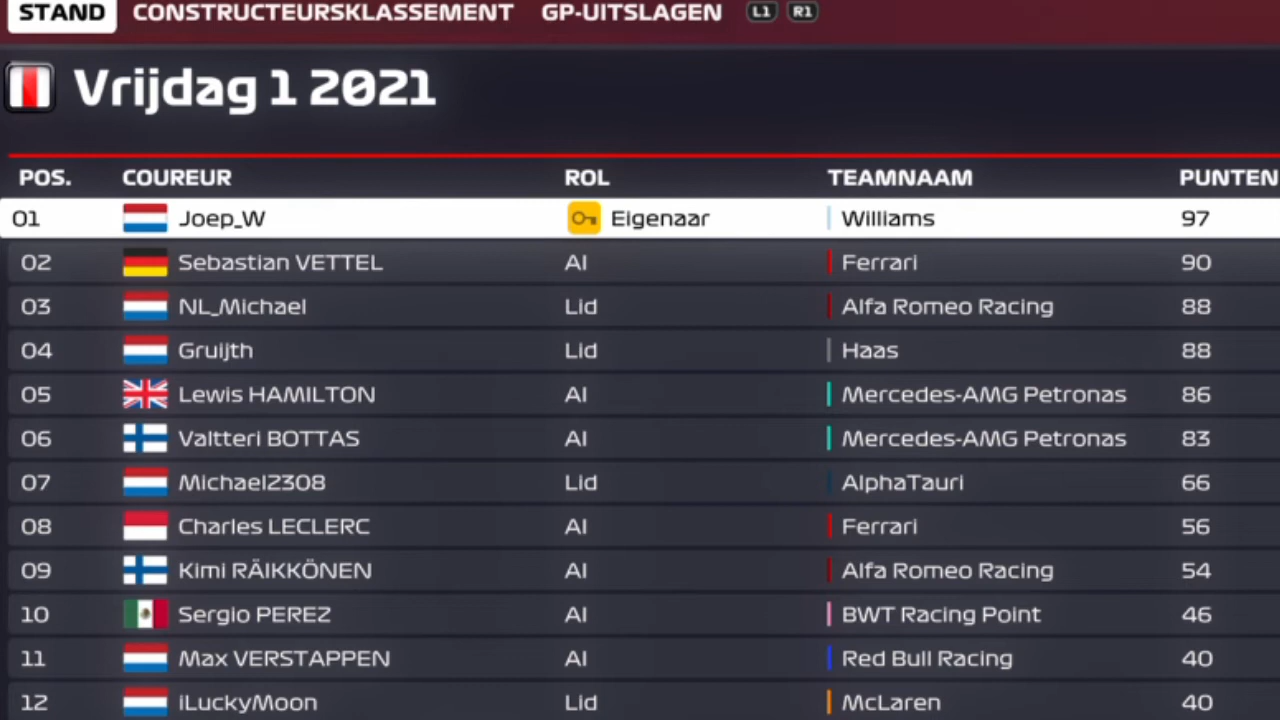 STAND CONSTRUCTEURSKLASSEMENT GP-UITSLAGEN L1 R1
Vrijdag 1 2021
POS. COUREUR ROL TEAMNAAM PUNTEN
01 Joep_W Eigenaar Williams 97
02 Sebastian VETTEL AI Ferrari 90
03 NL_Michael Lid Alfa Romeo Racing 88
04 Gruijth Lid Haas 88
05 Lewis HAMILTON AI Mercedes-AMG Petronas 86
06 Valtteri BOTTAS AI Mercedes-AMG Petronas 83
07 Michael2308 Lid AlphaTauri 66
08 Charles LECLERC AI Ferrari 56
09 Kimi RÄIKKÖNEN AI Alfa Romeo Racing 54
10 Sergio PEREZ AI BWT Racing Point 46
11 Max VERSTAPPEN AI Red Bull Racing 40
12 iLuckyMoon Lid McLaren 40